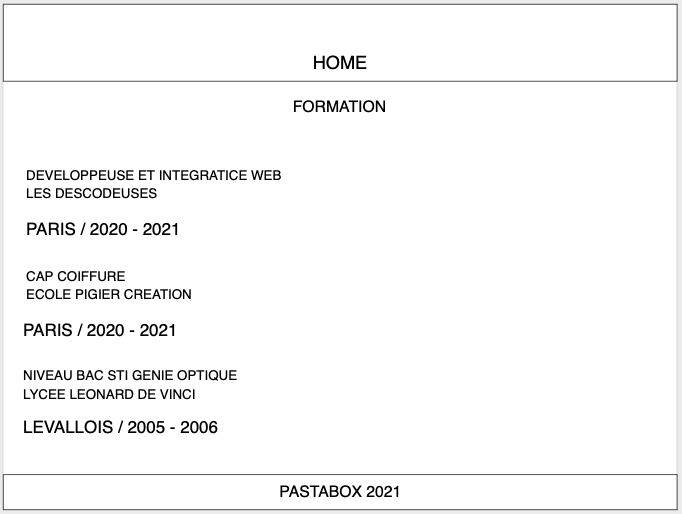 HOME
FORMATION
DEVELOPPEUSE ET INTEGRATICE WEB
LES DESCODEUSES
PARIS / 2020 - 2021
CAP COIFFURE
ECOLE PIGIER CREATION
PARIS / 2020 - 2021
NIVEAU BAC STI GENIE OPTIQUE
LYCEE LEONARD DE VINCI
LEVALLOIS / 2005 - 2006
PASTABOX 2021